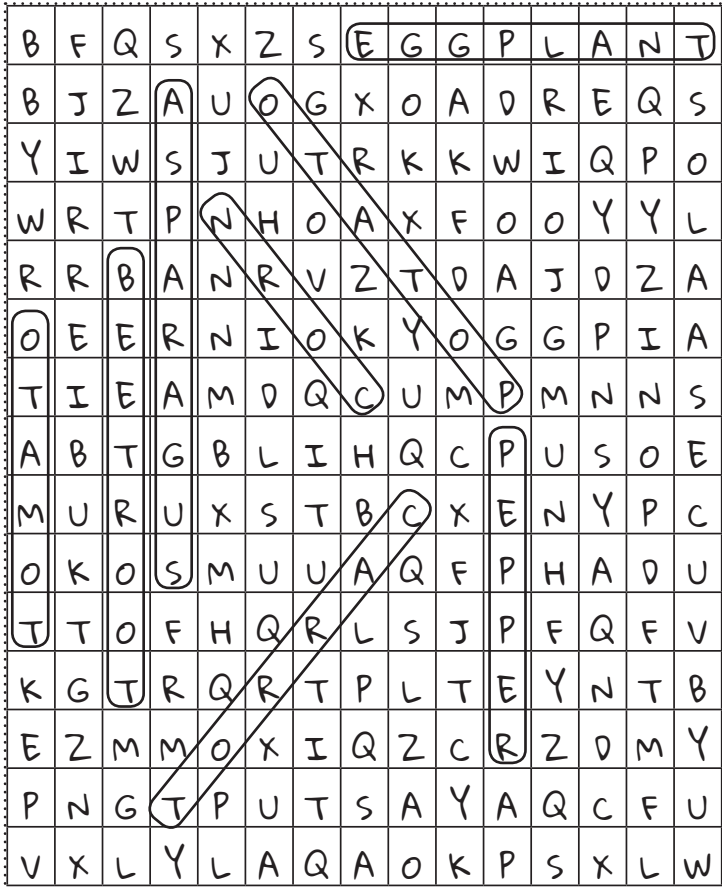 B F Q S X Z S E G G P L A N T
B J Z A U O G X O A D R E Q S
Y I W S J U T R K K W I Q P O
W R T P N H O A X F O O Y Y L
R R B A N R V Z T D A J D Z A
O E E R N I O K Y O G G P I A
T I E A M D Q C U M P M N N S
A B T G B L I H Q C P U S O E
M U R U X S T B C X E N Y P C
O K O S M U U A Q F P H A D U
T T O F H Q R L S J P F Q F V
K G T R Q R T P L T E Y N T B
E Z M M O X I Q Z C R Z D M Y
P N G T P U T S A Y A Q C F U
V X L Y L A Q A O K P S X L W